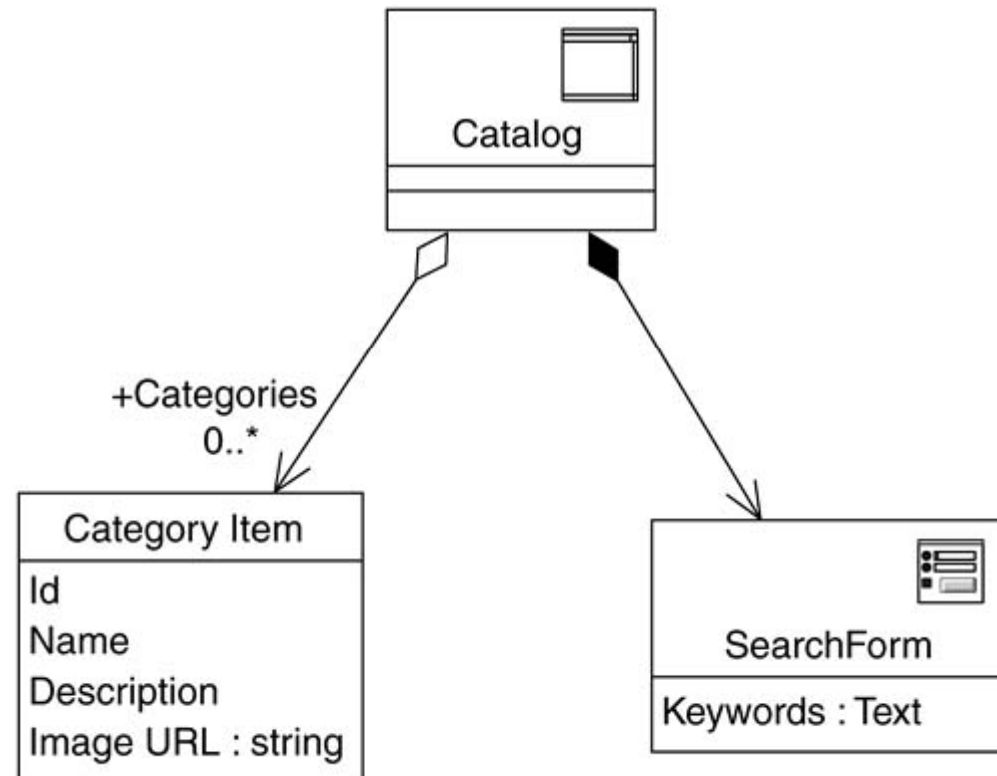 Catalog
+Categories
0..*
Category Item
Id
Name
Description
Image URL : string
SearchForm
Keywords : Text